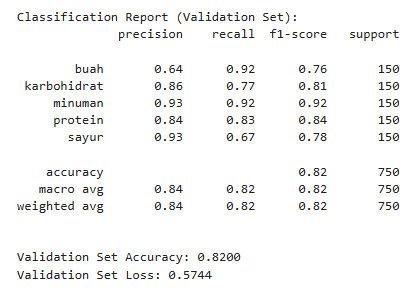 Classification Report (Validation Set):
precision recall f1-score support
buah 0.64 0.92 0.76 150
karbohidrat 0.86 0.77 0.81 150
minuman 0.93 0.92 0.92 150
protein 0.84 0.83 0.84 150
sayur 0.93 0.67 0.78 150
accuracy 0.82 750
macro avg 0.84 0.82 0.82 750
weighted avg 0.84 0.82 0.82 750
Validation Set Accuracy: 0.8200
Validation Set Loss: 0.5744